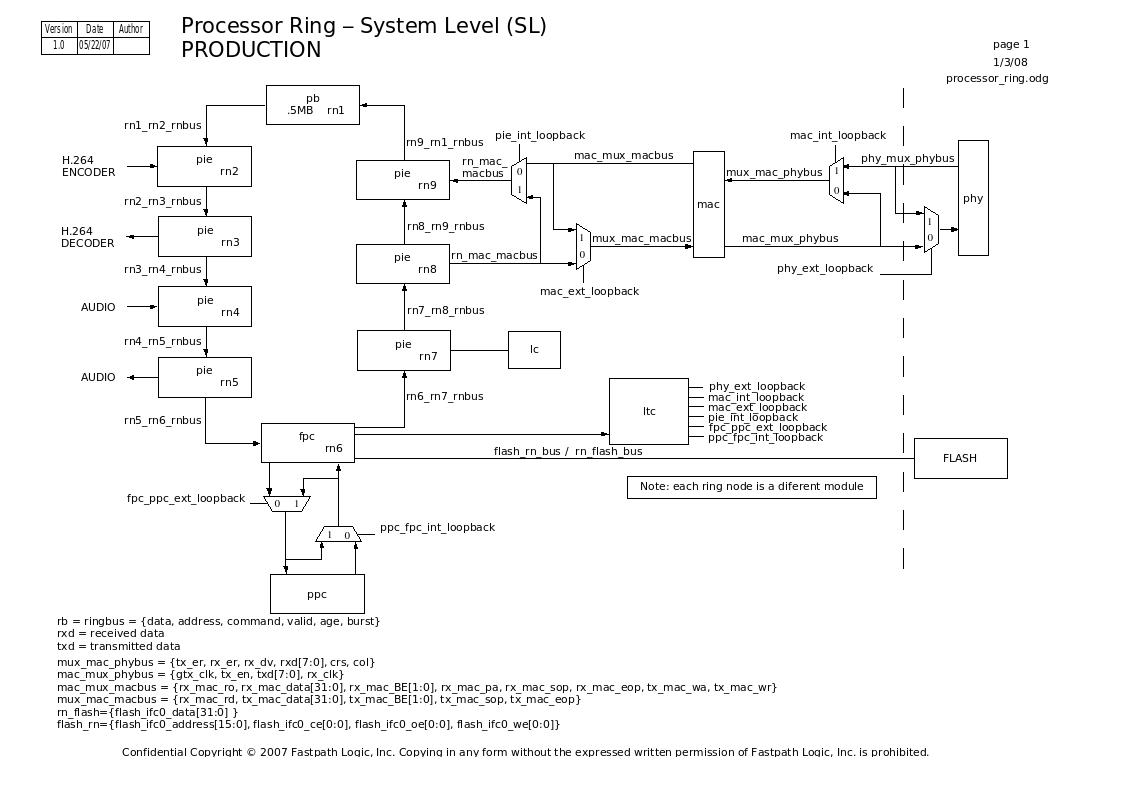 Version Date Author
1.0 05/22/07
Processor Ring – System Level (SL)
PRODUCTION
page 1
1/3/08
processor_ring.odg
pb
.5MB rn1
rn1_rn2_rnbus
H.264
ENCODER
pie
rn2
rn2_rn3_rnbus
H.264
DECODER
pie
rn3
rn3_rn4_rnbus
AUDIO
pie
rn4
rn4_rn5_rnbus
AUDIO
pie
rn5
rn5_rn6_rnbus
fpc
rn6
rn9_rn1_rnbus
pie
rn9
rn8_rn9_rnbus
pie
rn8
rn7_rn8_rnbus
pie
rn7
rn6_rn7_rnbus
lc
pie_int_loopback
rn_mac_
macbus
0
1
mac_mux_macbus
rn_mac_macbus
1
0
mux_mac_macbus
mac_ext_loopback
mac
mac_int_loopback
mux_mac_phybus
1
0
phy_mux_phybus
mac_mux_phybus
1
0
phy_ext_loopback
phy
ltc
phy_ext_loopback
mac_int_loopback
mac_ext_loopback
pie_int_loopback
fpc_ppc_ext_loopback
ppc_fpc_int_loopback
flash_rn_bus / rn_flash_bus
FLASH
Note: each ring node is a diferent module
fpc_ppc_ext_loopback
0 1
ppc_fpc_int_loopback
1 0
ppc
rb = ringbus = {data, address, command, valid, age, burst}
rxd = received data
txd = transmitted data
mux_mac_phybus = {tx_er, rx_er, rx_dv, rxd[7:0], crs, col}
mac_mux_phybus = {gtx_clk, tx_en, txd[7:0], rx_clk}
mac_mux_macbus = {rx_mac_ro, rx_mac_data[31:0], rx_mac_BE[1:0], rx_mac_pa, rx_mac_sop, rx_mac_eop, tx_mac_wa, tx_mac_wr}
mux_mac_macbus = {rx_mac_rd, tx_mac_data[31:0], tx_mac_BE[1:0], tx_mac_sop, tx_mac_eop}
rn_flash={flash_ifc0_data[31:0] }
flash_rn={flash_ifc0_address[15:0], flash_ifc0_ce[0:0], flash_ifc0_oe[0:0], flash_ifc0_we[0:0]}
Confidential Copyright © 2007 Fastpath Logic, Inc. Copying in any form without the expressed written permission of Fastpath Logic, Inc. is prohibited.